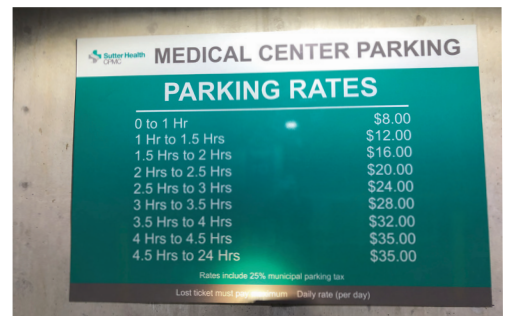 Sutter Health
CPMC
MEDICAL CENTER PARKING
PARKING RATES
0 to 1 Hr $8.00
1 Hr to 1.5 Hrs $12.00
1.5 Hrs to 2 Hrs $16.00
2 Hrs to 2.5 Hrs $20.00
2.5 Hrs to 3 Hrs $24.00
3 Hrs to 3.5 Hrs $28.00
3.5 Hrs to 4 Hrs $32.00
4 Hrs to 4.5 Hrs $35.00
4.5 Hrs to 24 Hrs $35.00
Rates include 25% municipal parking tax
Lost ticket must Daily rate (per day)